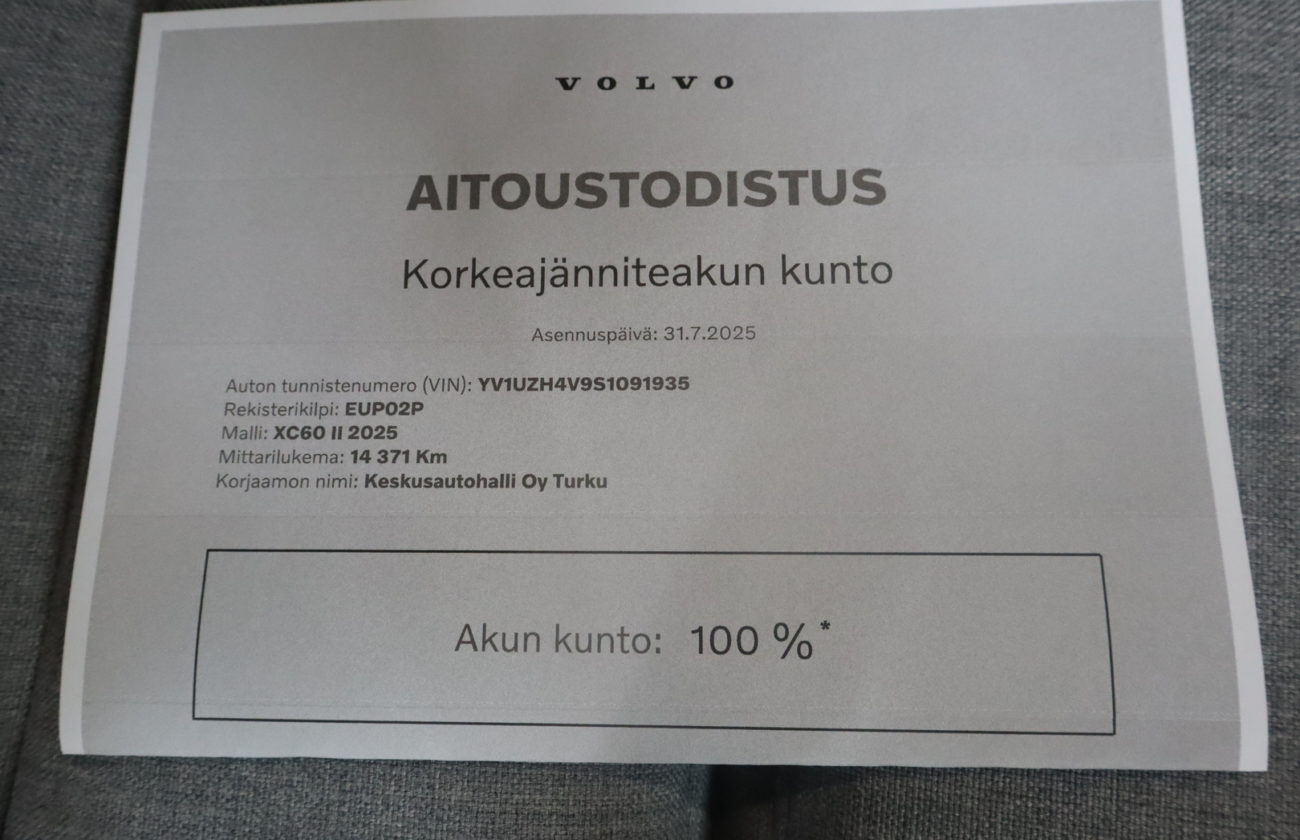 VOLVO
AITOUSTODISTUS
Korkeajänniteakun kunto
Asennuspäivä: 31.7.2025
Auton tunnistenumero (VIN): YV1UZH4V9S1091935
Rekisterikilpi: EUP02P
Malli: XC60 II 2025
Mittarilukema: 14 371 Km
Korjaamon nimi: Keskusautohalli Oy Turku
Akun kunto: 100 %*